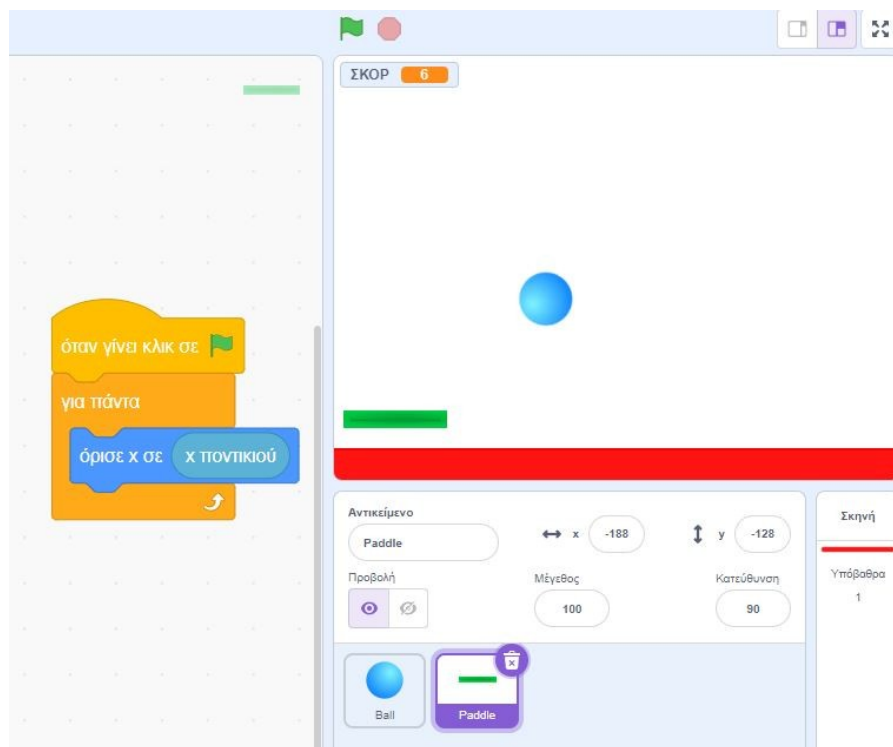 ΣΚΟΡ 6
όταν γίνει κλικ σε
για πάντα
όρισε x σε x ποντικιού
Αντικείμενο
Paddle
x -188
y -128
Προβολή
Μέγεθος
100
Κατεύθυνση
90
Ball
Paddle
Σκηνή
Υπόβαθρα
1